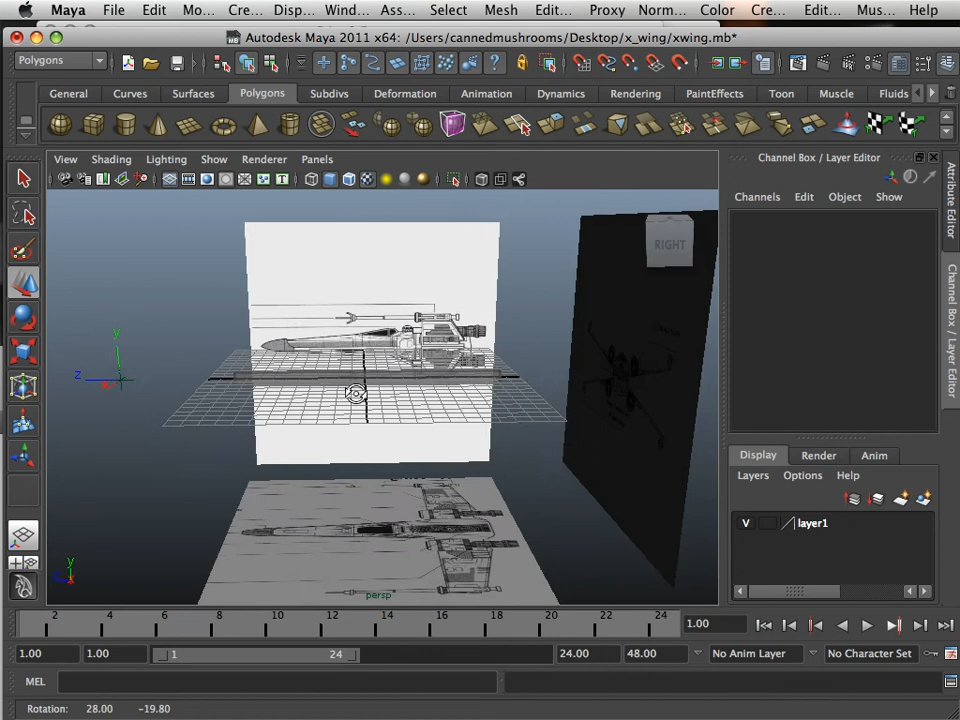 Maya File Edit Mo... Cre... Disp... Wind... Ass... Select Mesh Edit... Proxy Norm... Color Cre... Edit... Mus... Help
Autodesk Maya 2011 x64: /Users/cannedmushrooms/Desktop/x_wing/xwing.mb*
Polygons
General Curves Surfaces Polygons Subdivs Deformation Animation Dynamics Rendering PaintEffects Toon Muscle Fluids
View Shading Lighting Show Renderer Panels
Channel Box / Layer Editor
Channels Edit Object Show
RIGHT
y
z
x
Attribute Editor
Channel Box / Layer Editor
Display Render Anim
Layers Options Help
V layer1
y
z
x
persp
2 4 6 8 10 12 14 16 18 20 22 24
1.00
1.00 1.00 1 24 24.00 48.00 No Anim Layer No Character Set
MEL
Rotation: 28.00 -19.80